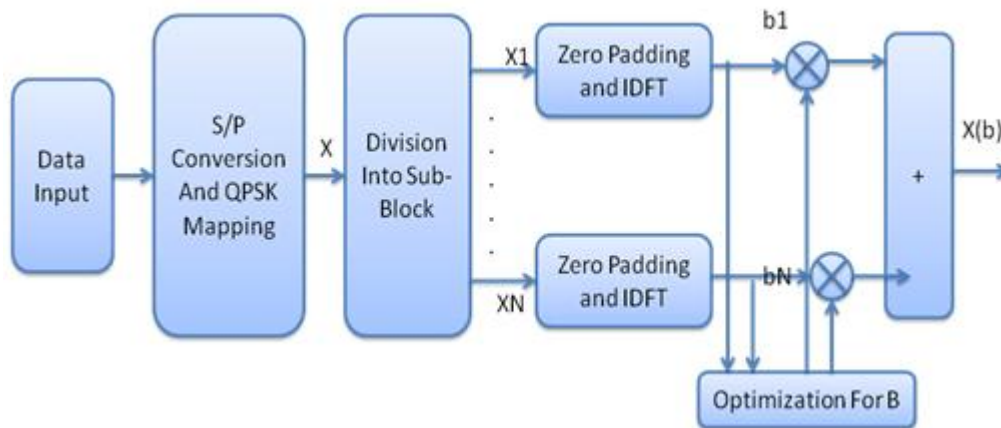 Data
Input
S/P
Conversion
And QPSK
Mapping
X
Division
Into Sub-
Block
X1
.
.
.
.
.
XN
Zero Padding
and IDFT
Zero Padding
and IDFT
b1
bN
Optimization For B
+
X(b)